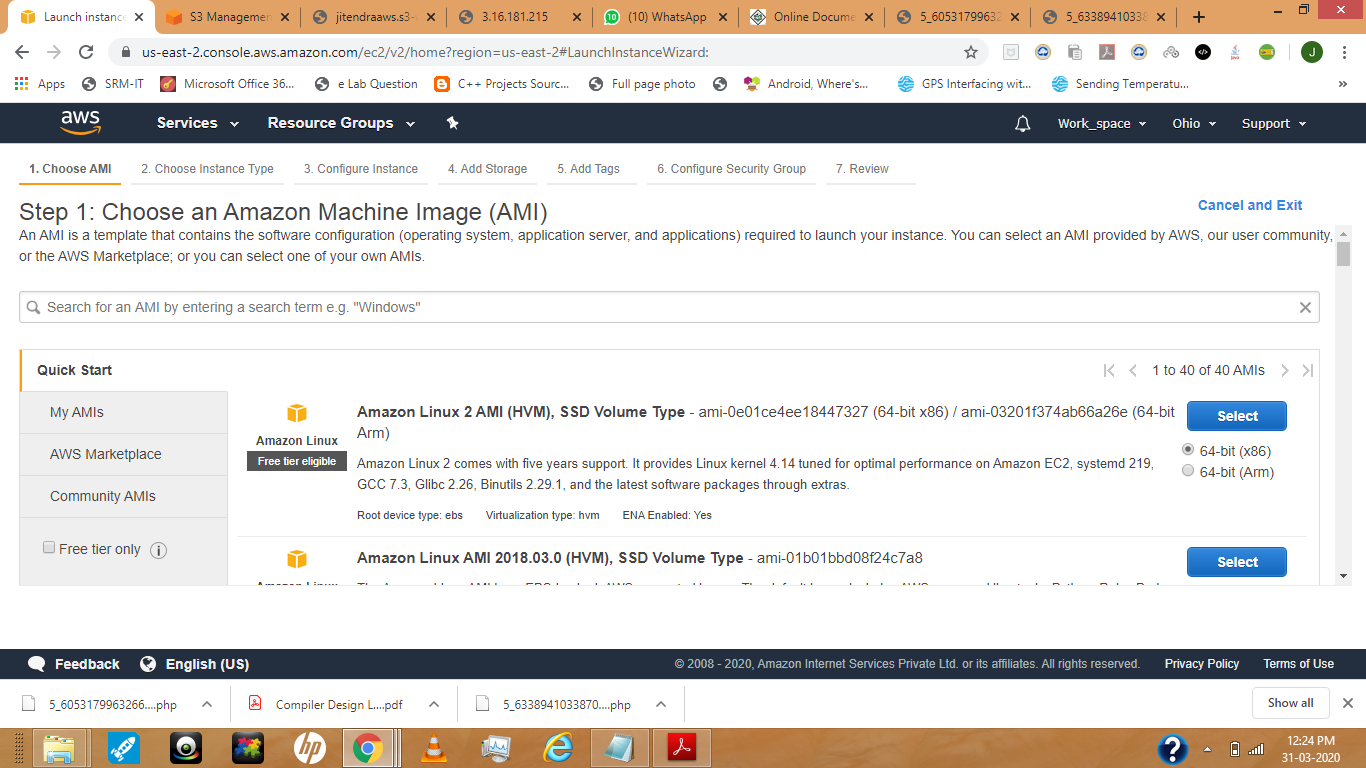 Launch instanc
S3 Managemen
jitendraaws.s3-
3.16.181.215
(10) WhatsApp
Online Docume
5_6053179963
5_6338941033
us-east-2.console.aws.amazon.com/ec2/v2/home?region=us-east-2#LaunchInstanceWizard:
J
Apps
SRM-IT
Microsoft Office 36...
e Lab Question
C++ Projects Sourc...
Full page photo
Android, Where's...
GPS Interfacing wit...
Sending Temperatu...
»
aws
Services
Resource Groups
Work_space
Ohio
Support
1. Choose AMI
2. Choose Instance Type
3. Configure Instance
4. Add Storage
5. Add Tags
6. Configure Security Group
7. Review
Step 1: Choose an Amazon Machine Image (AMI)
Cancel and Exit
An AMI is a template that contains the software configuration (operating system, application server, and applications) required to launch your instance. You can select an AMI provided by AWS, our user community,
or the AWS Marketplace; or you can select one of your own AMIs.
Search for an AMI by entering a search term e.g. "Windows"
Quick Start
1 to 40 of 40 AMIs
My AMIs
AWS Marketplace
Community AMIs
Free tier only
Amazon Linux
Free tier eligible
Amazon Linux 2 AMI (HVM), SSD Volume Type - ami-0e01ce4ee18447327 (64-bit x86) / ami-03201f374ab66a26e (64-bit
Arm)
Amazon Linux 2 comes with five years support. It provides Linux kernel 4.14 tuned for optimal performance on Amazon EC2, systemd 219,
GCC 7.3, Glibc 2.26, Binutils 2.29.1, and the latest software packages through extras.
Root device type: ebs
Virtualization type: hvm
ENA Enabled: Yes
Select
64-bit (x86)
64-bit (Arm)
Amazon Linux AMI 2018.03.0 (HVM), SSD Volume Type - ami-01b01bbd08f24c7a8
Select
Amazon Linux
Feedback
English (US)
© 2008 - 2020, Amazon Internet Services Private Ltd. or its affiliates. All rights reserved.
Privacy Policy
Terms of Use
5_6053179963266....php
Compiler Design L....pdf
5_6338941033870....php
Show all
hp
12:24 PM
31-03-2020